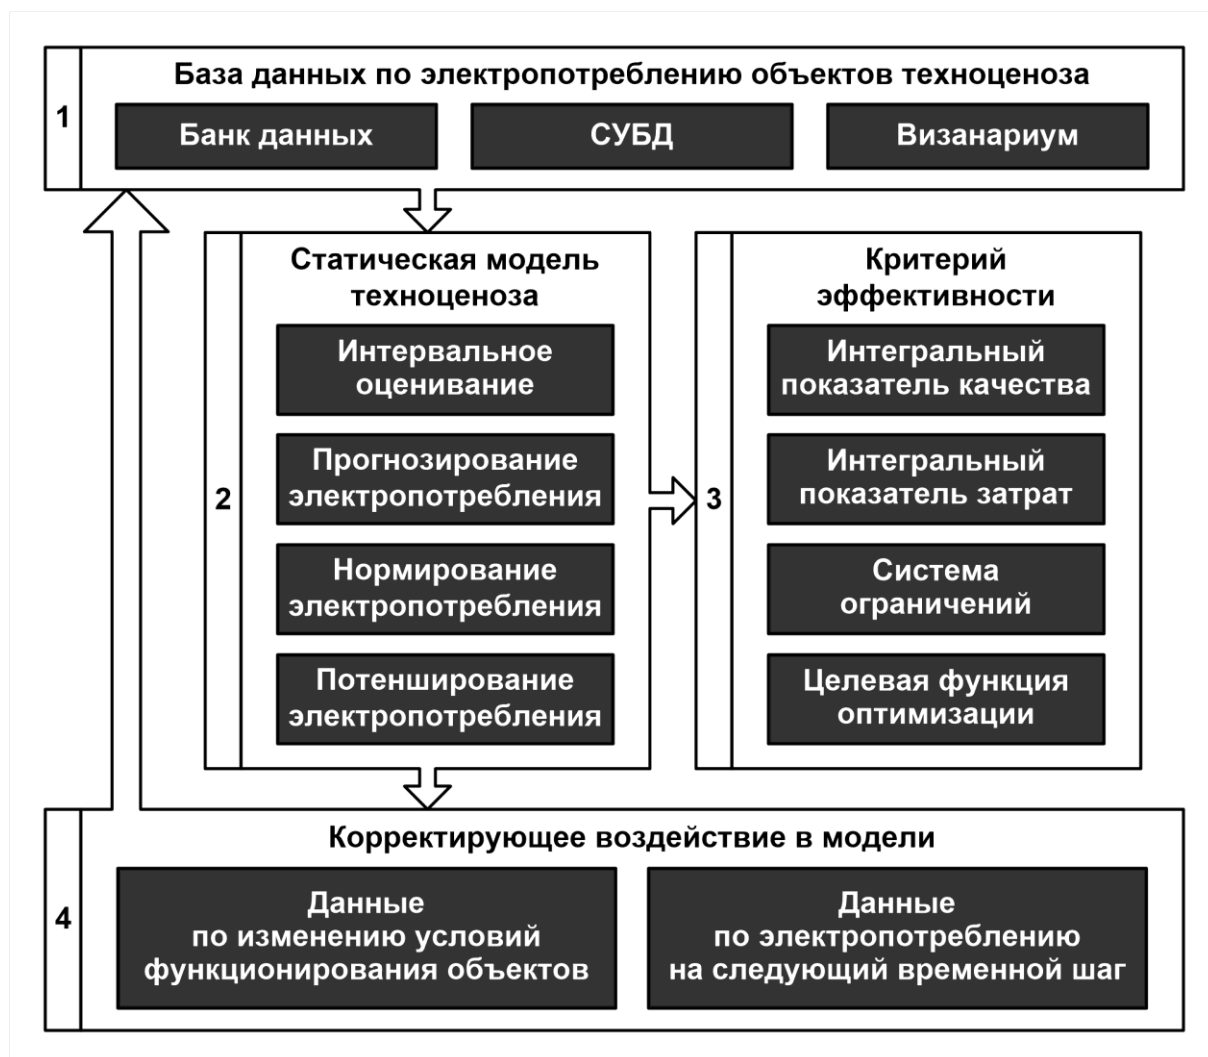 1
База данных по электропотреблению объектов техноценоза
Банк данных
СУБД
Визанариум
2
Статическая модель
техноценоза
Интервальное
оценивание
Прогнозирование
электропотребления
Нормирование
электропотребления
Потенширование
электропотребления
3
Критерий
эффективности
Интегральный
показатель качества
Интегральный
показатель затрат
Система
ограничений
Целевая функция
оптимизации
4
Корректирующее воздействие в модели
Данные
по изменению условий
функционирования объектов
Данные
по электропотреблению
на следующий временной шаг